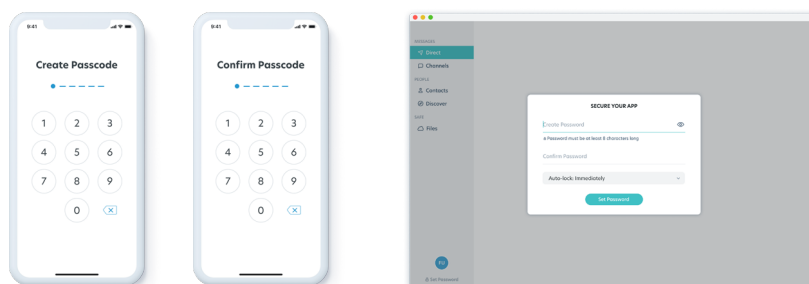 9:41
Create Passcode
1 2 3
4 5 6
7 8 9
0
9:41
Confirm Passcode
1 2 3
4 5 6
7 8 9
0
MESSAGES
Direct
Channels
PEOPLE
Contacts
Discover
Files
SECURE YOUR APP
Create Password
a Password must be at least 8 characters long
Confirm Password
Auto-lock: Immediately
Set Password
Set Password